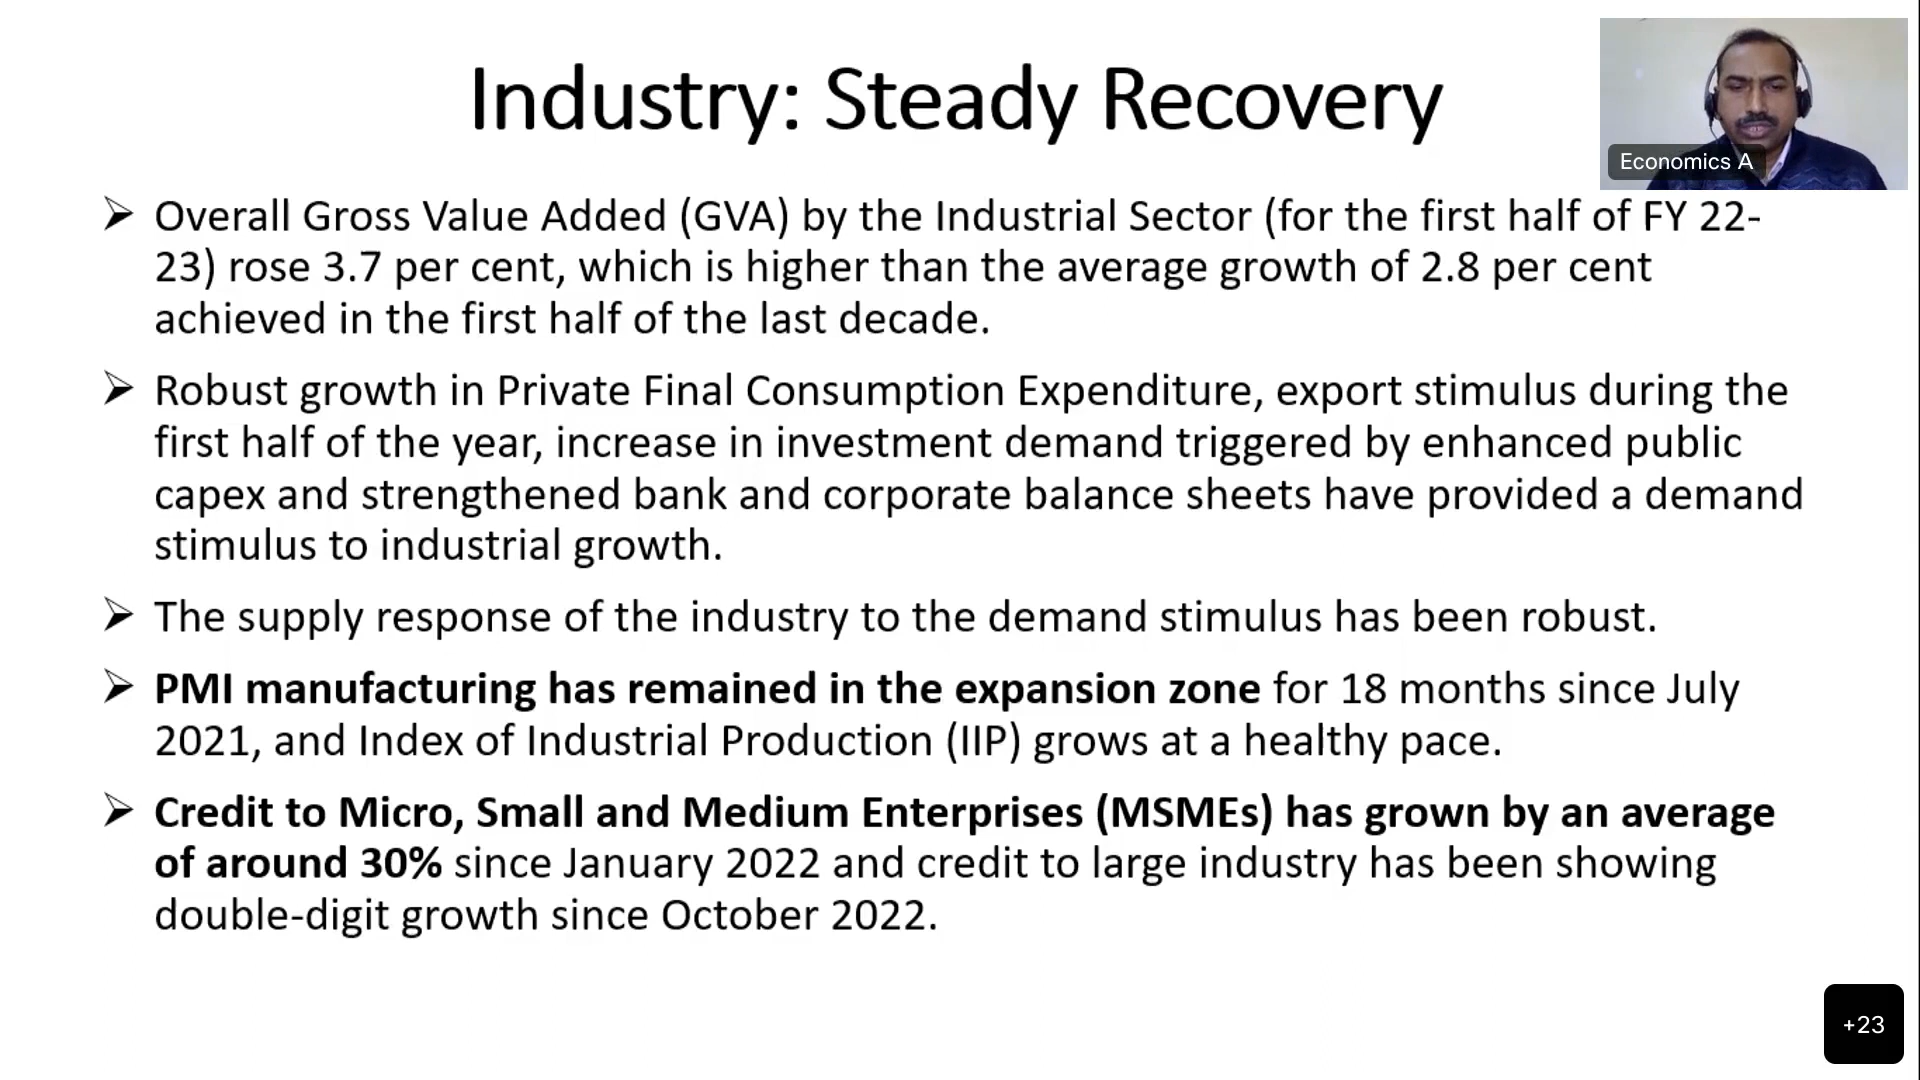 Industry: Steady Recovery
Economics A
➢ Overall Gross Value Added (GVA) by the Industrial Sector (for the first half of FY 22-
23) rose 3.7 per cent, which is higher than the average growth of 2.8 per cent
achieved in the first half of the last decade.
➢ Robust growth in Private Final Consumption Expenditure, export stimulus during the
first half of the year, increase in investment demand triggered by enhanced public
capex and strengthened bank and corporate balance sheets have provided a demand
stimulus to industrial growth.
➢ The supply response of the industry to the demand stimulus has been robust.
➢ PMI manufacturing has remained in the expansion zone for 18 months since July
2021, and Index of Industrial Production (IIP) grows at a healthy pace.
➢ Credit to Micro, Small and Medium Enterprises (MSMEs) has grown by an average
of around 30% since January 2022 and credit to large industry has been showing
double-digit growth since October 2022.
+23